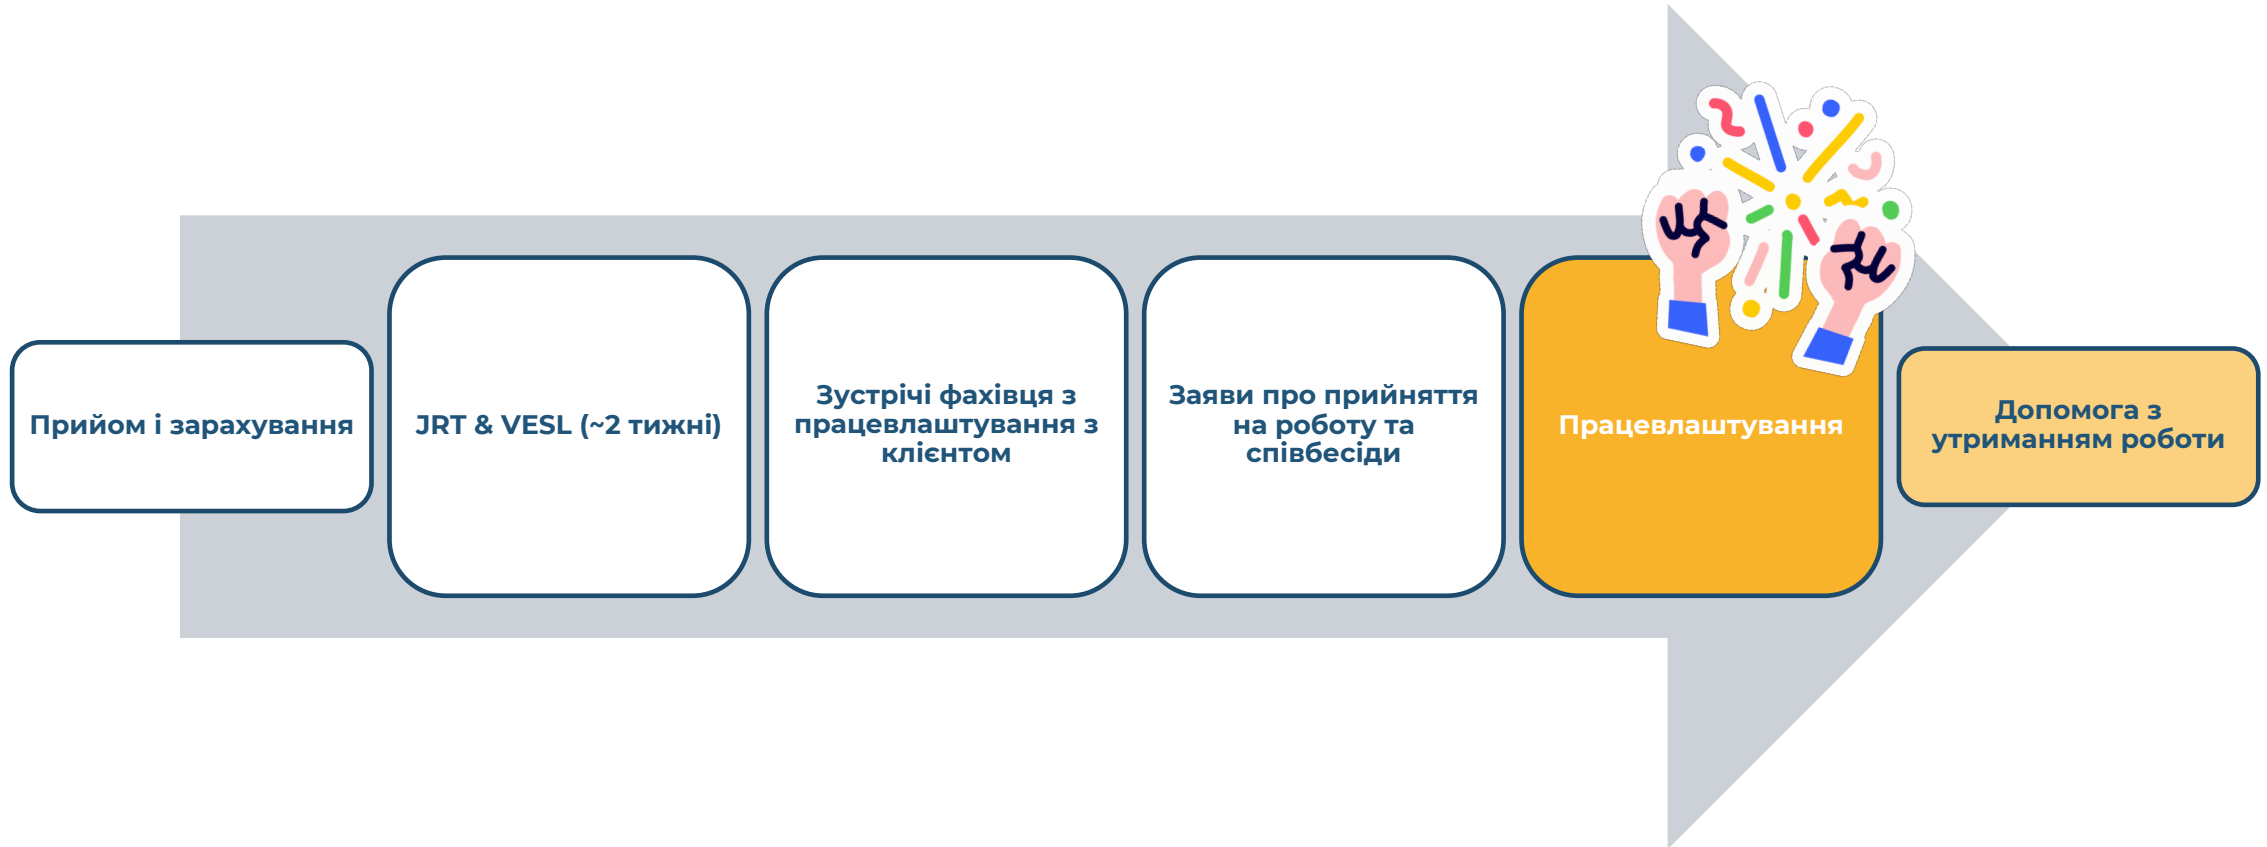 Прийом і зарахування
JRT & VESL (~2 тижні)
Зустрічі фахівця з
працевлаштування з
клієнтом
Заяви про прийняття
на роботу та
співбесіди
Працевлаштування
Допомога з
утриманням роботи